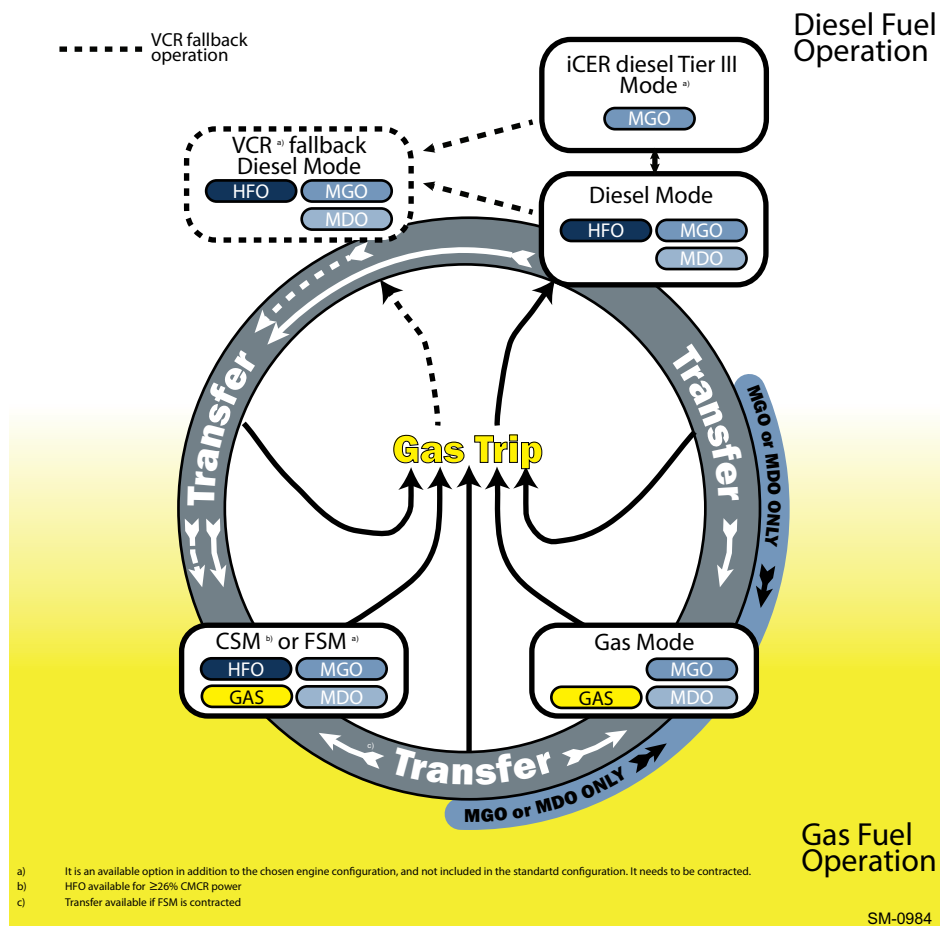 VCR fallback
operation
Diesel Fuel
Operation
iCER diesel Tier III
Mode a)
MGO
VCR a) fallback
Diesel Mode
HFO MGO
MDO
Diesel Mode
HFO MGO
MDO
Transfer
Transfer
MGO or MDO ONLY
Gas Trip
CSM b) or FSM a)
HFO MGO
GAS MDO
Gas Mode
MGO
GAS MDO
c)
Transfer
MGO or MDO ONLY
Gas Fuel
Operation
a) It is an available option in addition to the chosen engine configuration, and not included in the standartd configuration. It needs to be contracted.
b) HFO available for ≥26% CMCR power
c) Transfer available if FSM is contracted
SM-0984